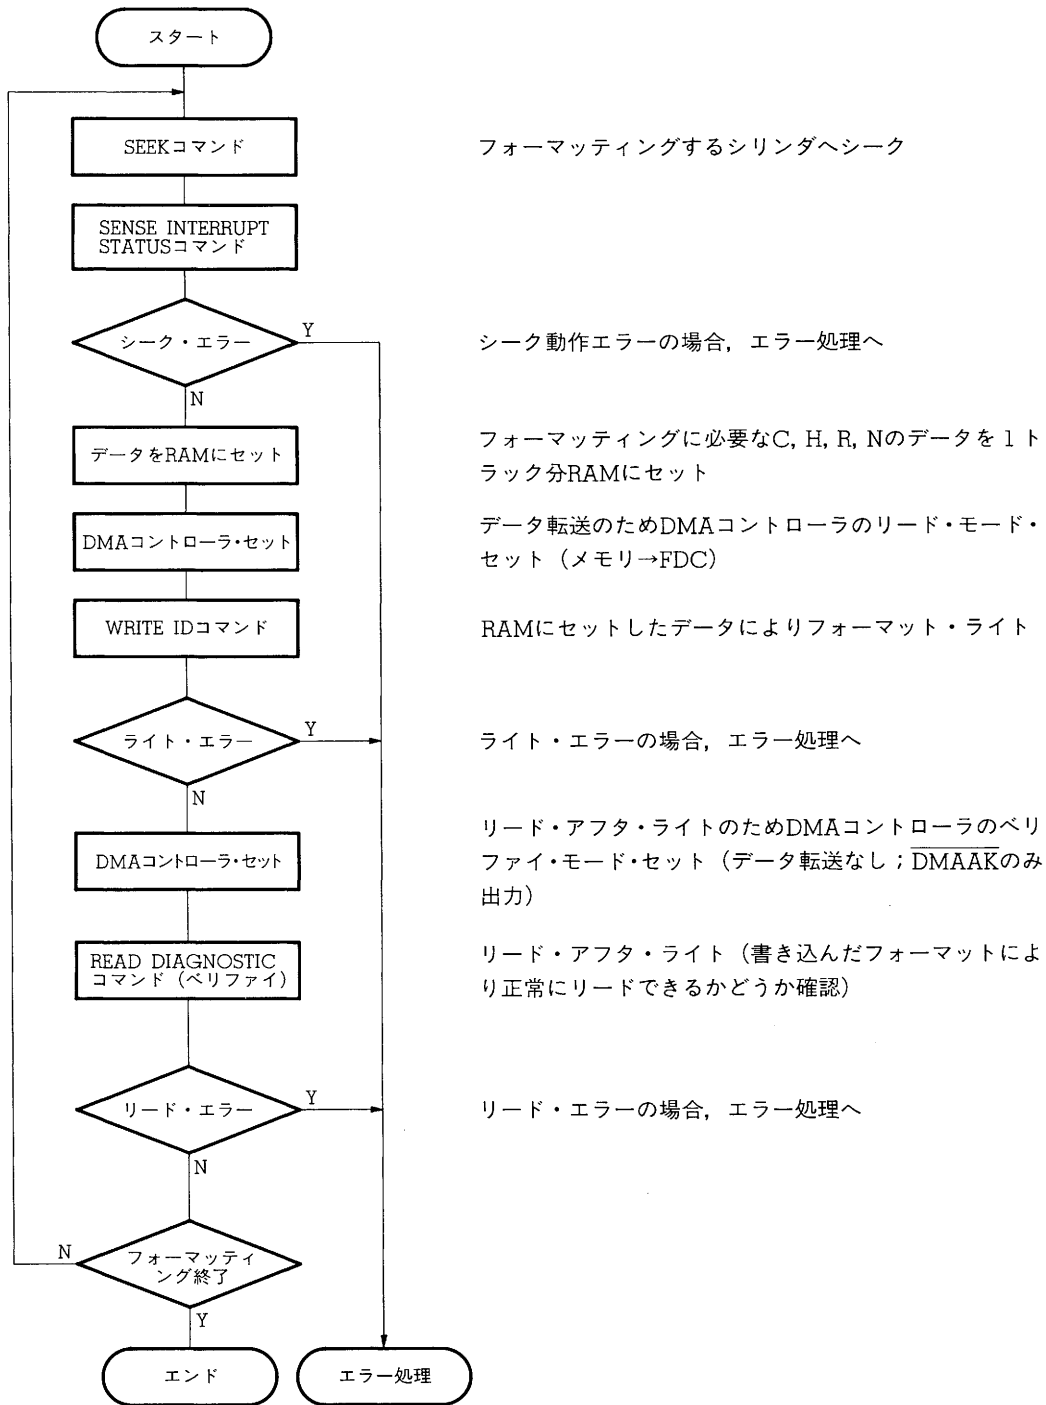 スタート
SEEKコマンド
フォーマッティングするシリンダへシーク
SENSE INTERRUPT
STATUSコマンド
シーク・エラー
Y
シーク動作エラーの場合，エラー処理へ
N
データをRAMにセット
フォーマッティングに必要なC, H, R, Nのデータを1ト
ラック分RAMにセット
DMAコントローラ・セット
データ転送のためDMAコントローラのリード・モード・
セット（メモリ→FDC）
WRITE IDコマンド
RAMにセットしたデータによりフォーマット・ライト
ライト・エラー
Y
ライト・エラーの場合，エラー処理へ
N
DMAコントローラ・セット
リード・アフタ・ライトのためDMAコントローラのベリ
ファイ・モード・セット（データ転送なし；DMAAKのみ
出力）
READ DIAGNOSTIC
コマンド（ベリファイ）
リード・アフタ・ライト（書き込んだフォーマットによ
り正常にリードできるかどうか確認）
リード・エラー
Y
リード・エラーの場合，エラー処理へ
N
フォーマッティ
ング終了
N
Y
エンド
エラー処理